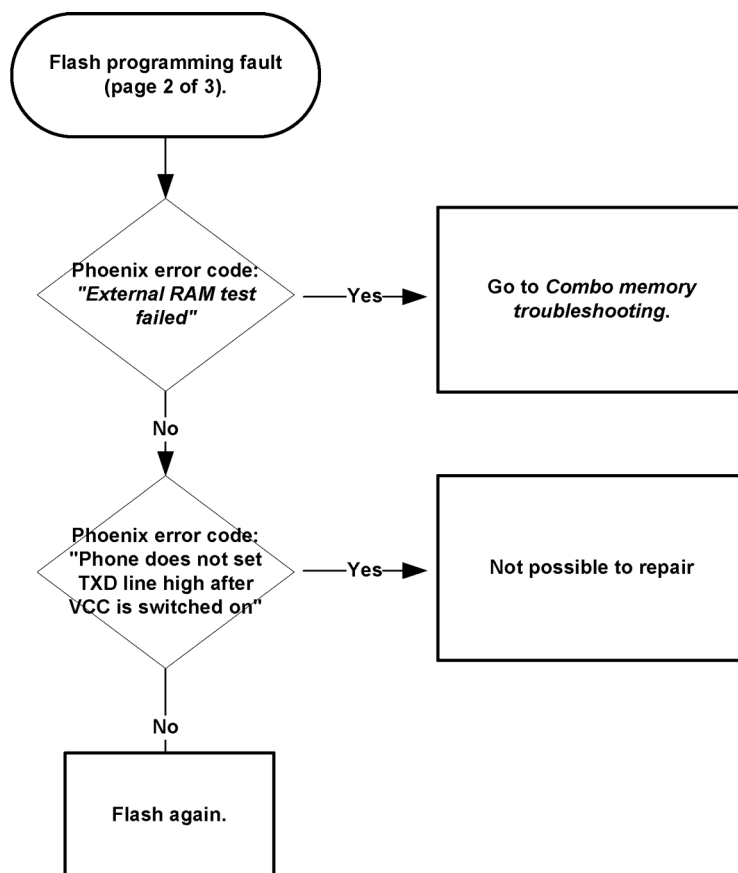 Flash programming fault
(page 2 of 3).
Phoenix error code:
"External RAM test
failed"
Yes
Go to Combo memory
troubleshooting.
No
Phoenix error code:
"Phone does not set
TXD line high after
VCC is switched on"
Yes
Not possible to repair
No
Flash again.